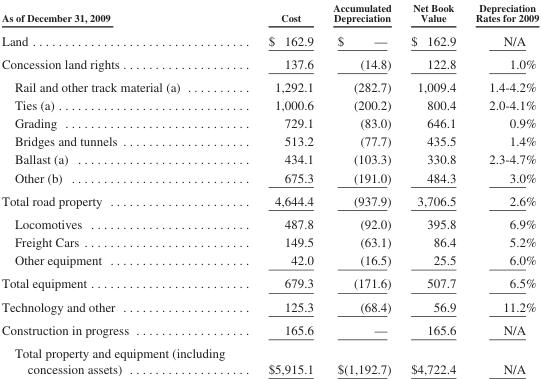 As of December 31, 2009 Cost Accumulated Depreciation Net Book Value Depreciation Rates for 2009
Land $ 162.9 $ — $ 162.9 N/A
Concession land rights 137.6 (14.8) 122.8 1.0%
Rail and other track material (a) 1,292.1 (282.7) 1,009.4 1.4-4.2%
Ties (a) 1,000.6 (200.2) 800.4 2.0-4.1%
Grading 729.1 (83.0) 646.1 0.9%
Bridges and tunnels 513.2 (77.7) 435.5 1.4%
Ballast (a) 434.1 (103.3) 330.8 2.3-4.7%
Other (b) 675.3 (191.0) 484.3 3.0%
Total road property 4,644.4 (937.9) 3,706.5 2.6%
Locomotives 487.8 (92.0) 395.8 6.9%
Freight Cars 149.5 (63.1) 86.4 5.2%
Other equipment 42.0 (16.5) 25.5 6.0%
Total equipment 679.3 (171.6) 507.7 6.5%
Technology and other 125.3 (68.4) 56.9 11.2%
Construction in progress 165.6 — 165.6 N/A
Total property and equipment (including
concession assets) $5,915.1 $(1,192.7) $4,722.4 N/A